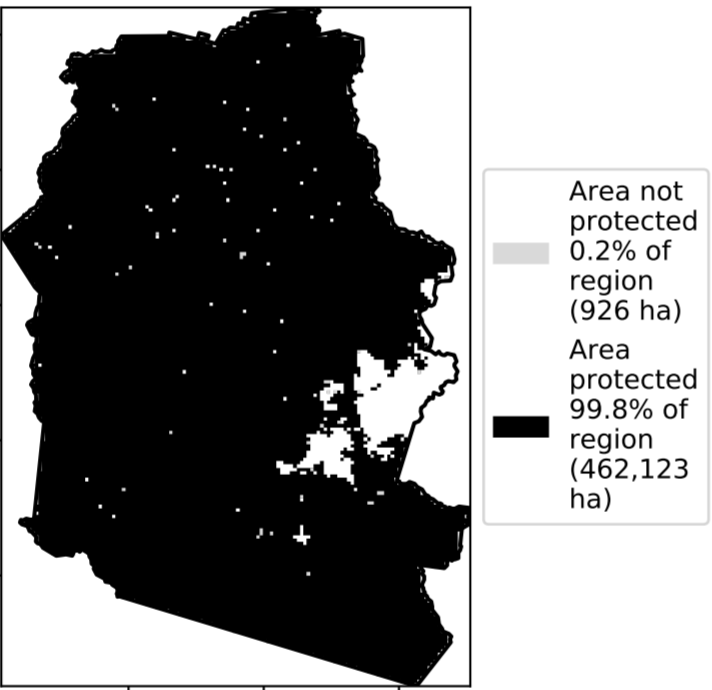 Area not
protected
0.2% of
region
(926 ha)
Area
protected
99.8% of
region
(462,123
ha)